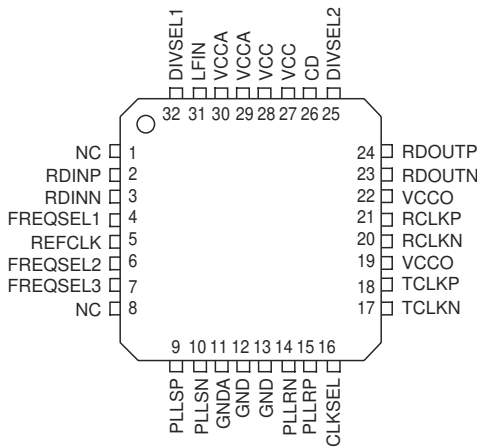 DIVSEL1 LFIN VCCA VCCA VCC VCC CD DIVSEL2
32 31 30 29 28 27 26 25
NC 1 24 RDOUTP
RDINP 2 23 RDOUTN
RDINN 3 22 VCCO
FREQSEL1 4 21 RCLKP
REFCLK 5 20 RCLKN
FREQSEL2 6 19 VCCO
FREQSEL3 7 18 TCLKP
NC 8 17 TCLKN
9 10 11 12 13 14 15 16
PLLSP PLLSN GNDA GND GND PLLRN PLLRP CLKSEL